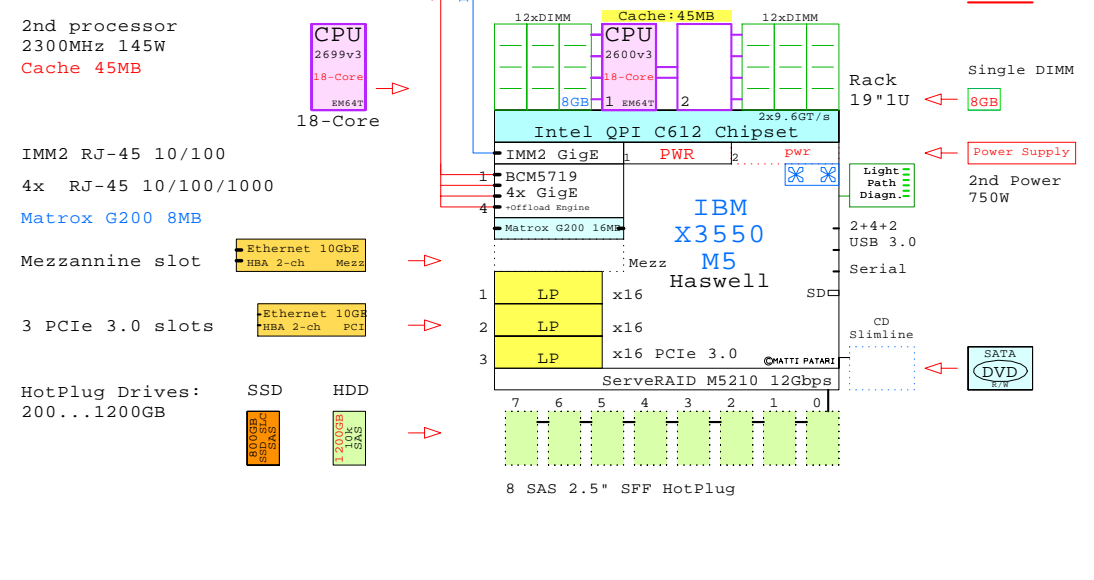 2nd processor
2300MHz 145W
Cache 45MB
CPU
2699v3
18-Core
EM64T
18-Core
12xDIMM
Cache:45MB
12xDIMM
CPU
2600v3
18-Core
8GB
1
EM64T
2
Rack
19"1U
Single DIMM
8GB
2x9.6GT/s
Intel QPI C612 Chipset
IMM2 RJ-45 10/100
IMM2 GigE
1
PWR
2
pwr
Power Supply
2nd Power
750W
4x RJ-45 10/100/1000
1
BCM5719
4x GigE
4
+Offload Engine
Light
Path
Diagn.
Matrox G200 8MB
Matrox G200 16MB
IBM
X3550
M5
Haswell
2+4+2
USB 3.0
Serial
SD
Mezzannine slot
Ethernet 10GbE
HBA 2-ch Mezz
Mezz
3 PCIe 3.0 slots
Ethernet 10GB
HBA 2-ch PCI
1
LP
x16
2
LP
x16
3
LP
x16 PCIe 3.0
©MATTI PATARI
CD
Slimline
SATA
DVD
R/W
ServeRAID M5210 12Gbps
HotPlug Drives:
200...1200GB
SSD
HDD
800GB
SSD SLC
SAS
1200GB
10k
SAS
7 6 5 4 3 2 1 0
8 SAS 2.5" SFF HotPlug